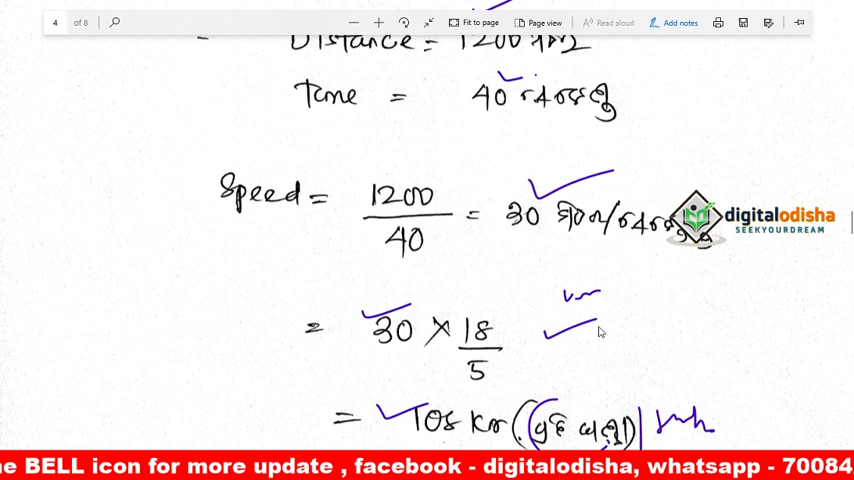 4 of 8 Fit to page Page view Read aloud Add notes
Distance = 1200 ମିଟର
Time = 40 ସେକେଣ୍ଡ
Speed = 1200 / 40 = 30 ମିଟର/ସେକେଣ୍ଡ
digitalodisha
SEEKYOURDREAM
= 30 × 18 / 5
= 108 Km (ପ୍ରତି ଘଣ୍ଟା)
he BELL icon for more update , facebook - digitalodisha, whatsapp - 70084